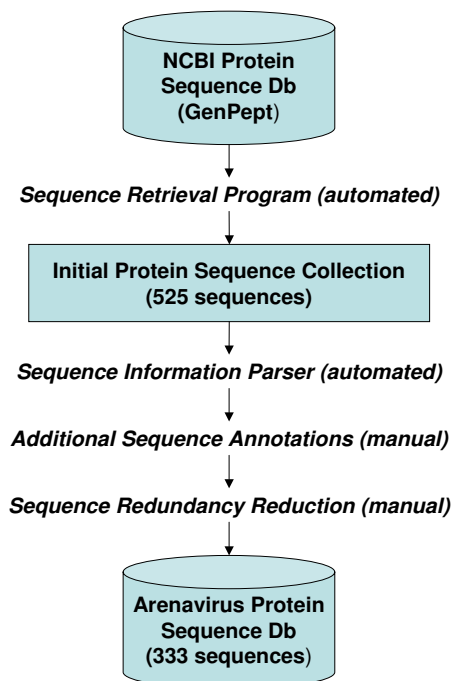 NCBI Protein
Sequence Db
(GenPept)
Sequence Retrieval Program (automated)
Initial Protein Sequence Collection
(525 sequences)
Sequence Information Parser (automated)
Additional Sequence Annotations (manual)
Sequence Redundancy Reduction (manual)
Arenavirus Protein
Sequence Db
(333 sequences)